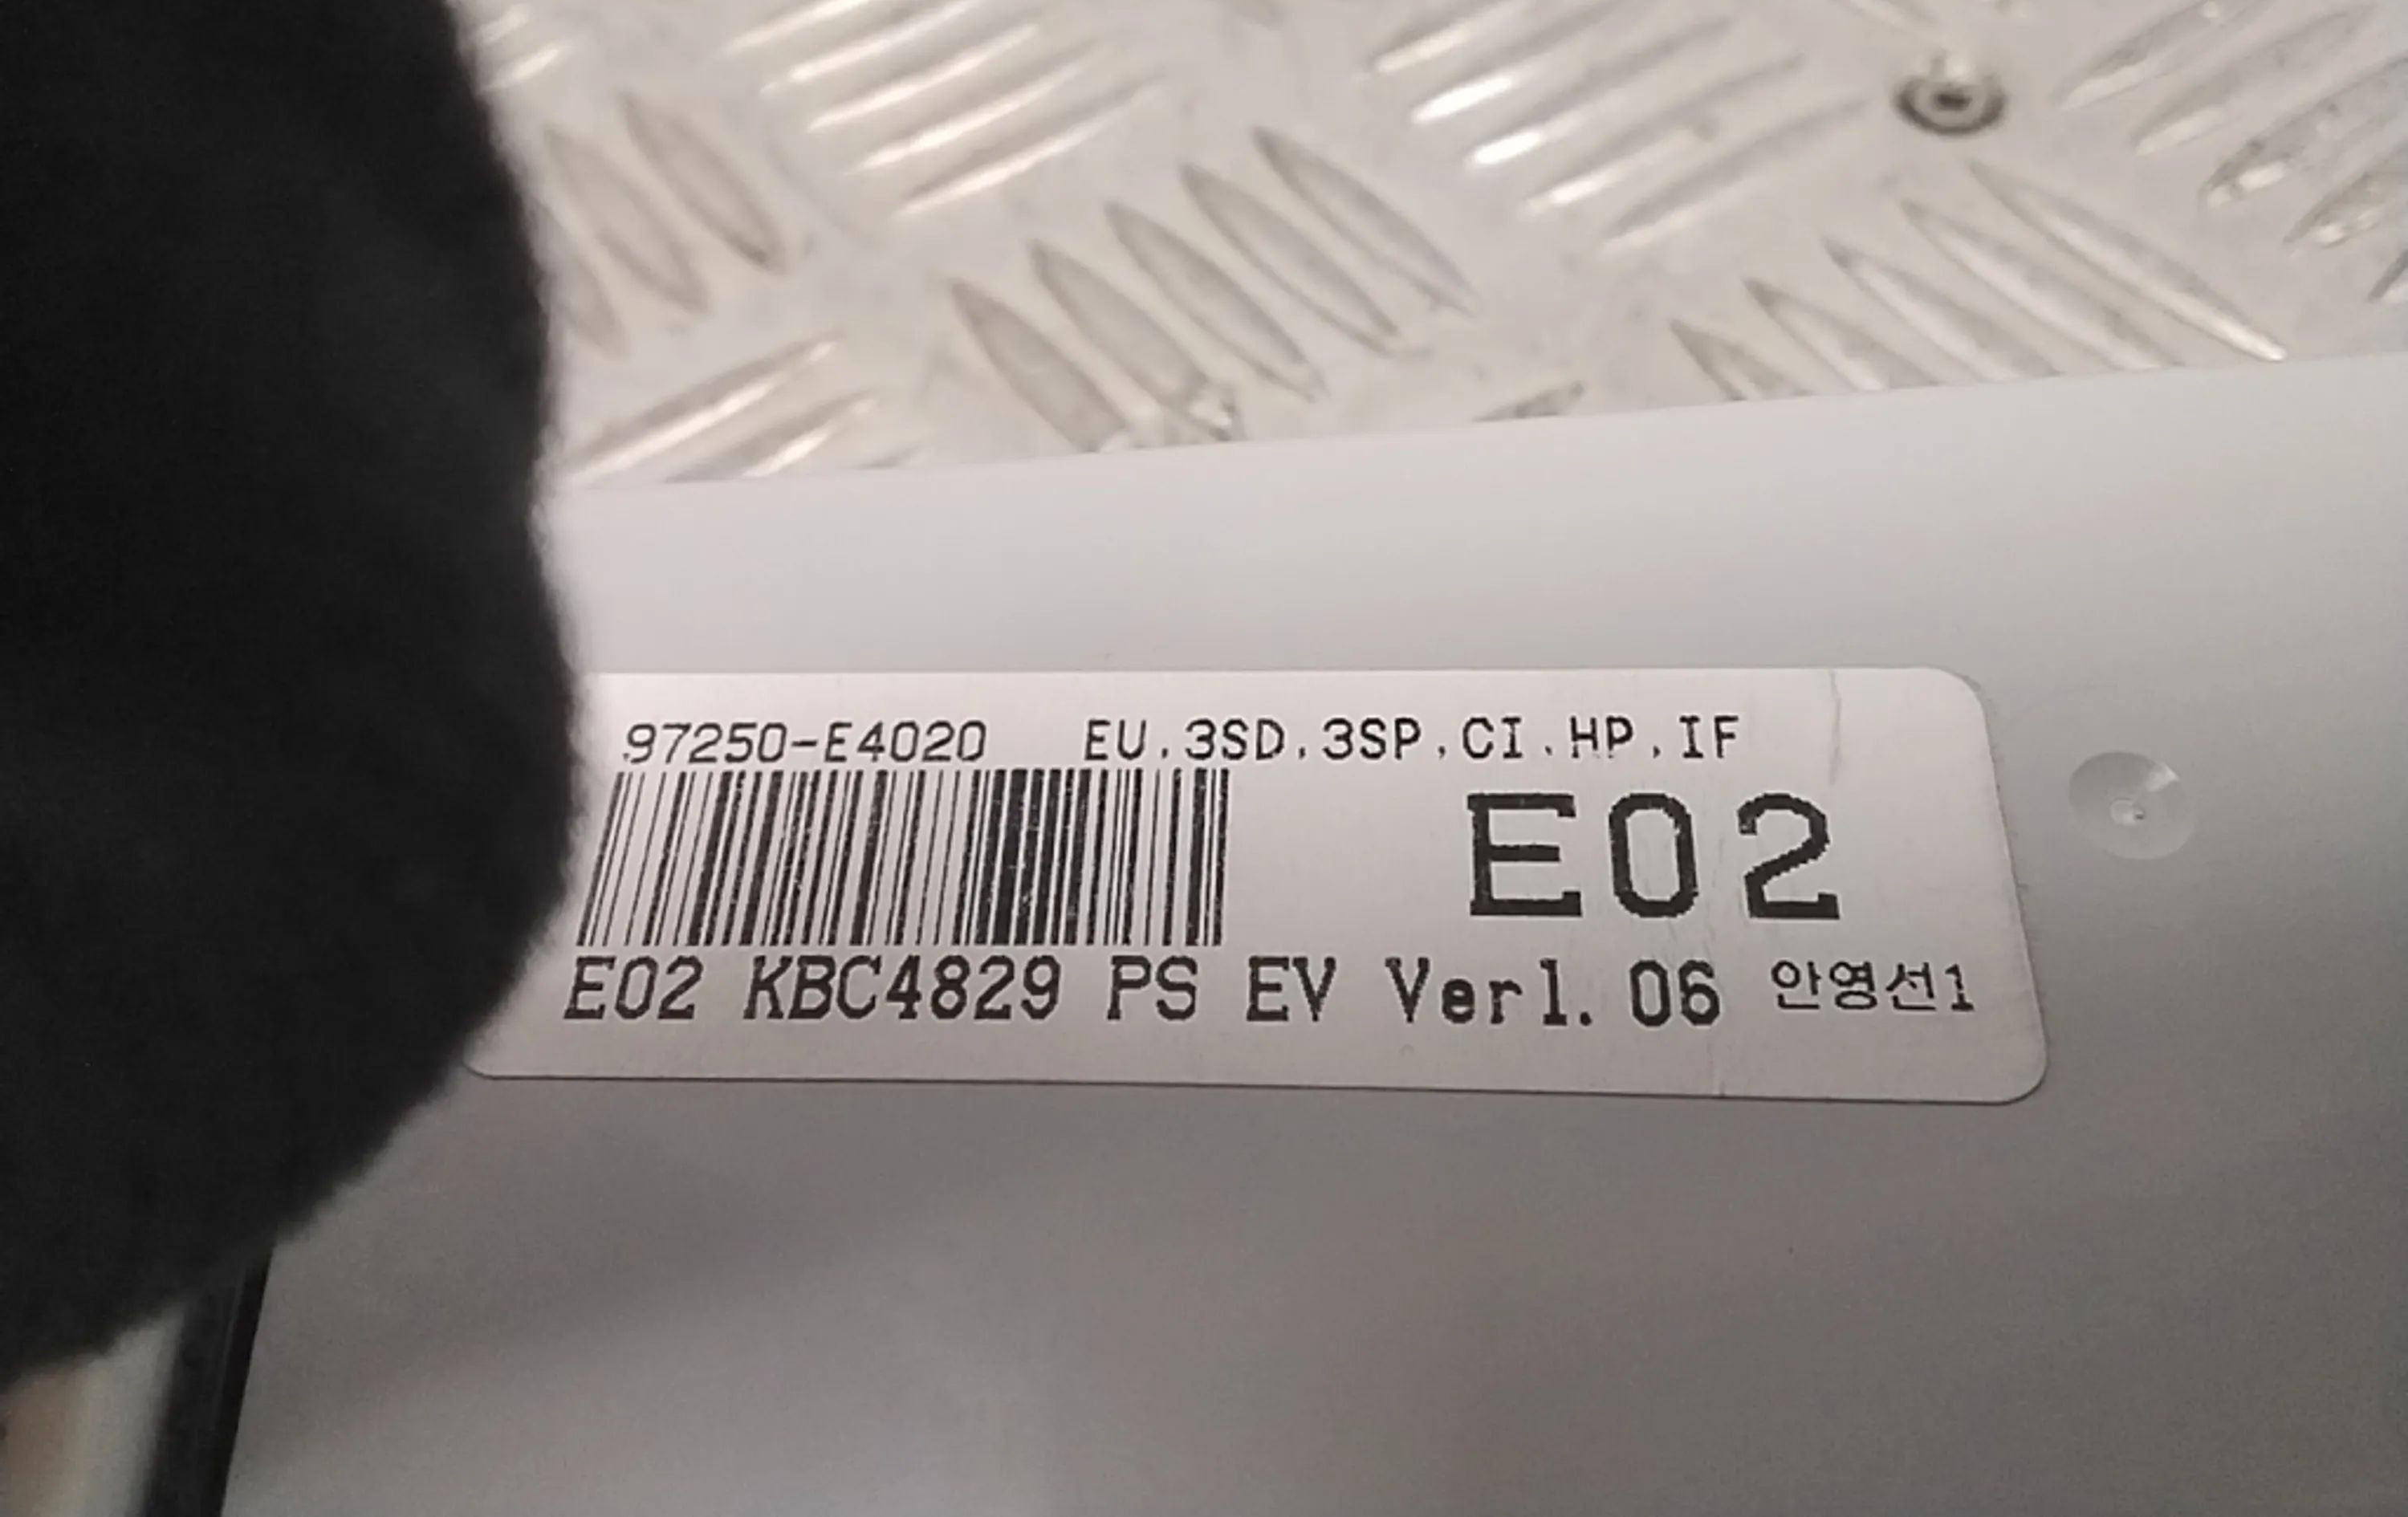 97250-E4020 EU.3SD.3SP.CI.HP.IF
E02
E02 KBC4829 PS EV Ver1.06 안영선1